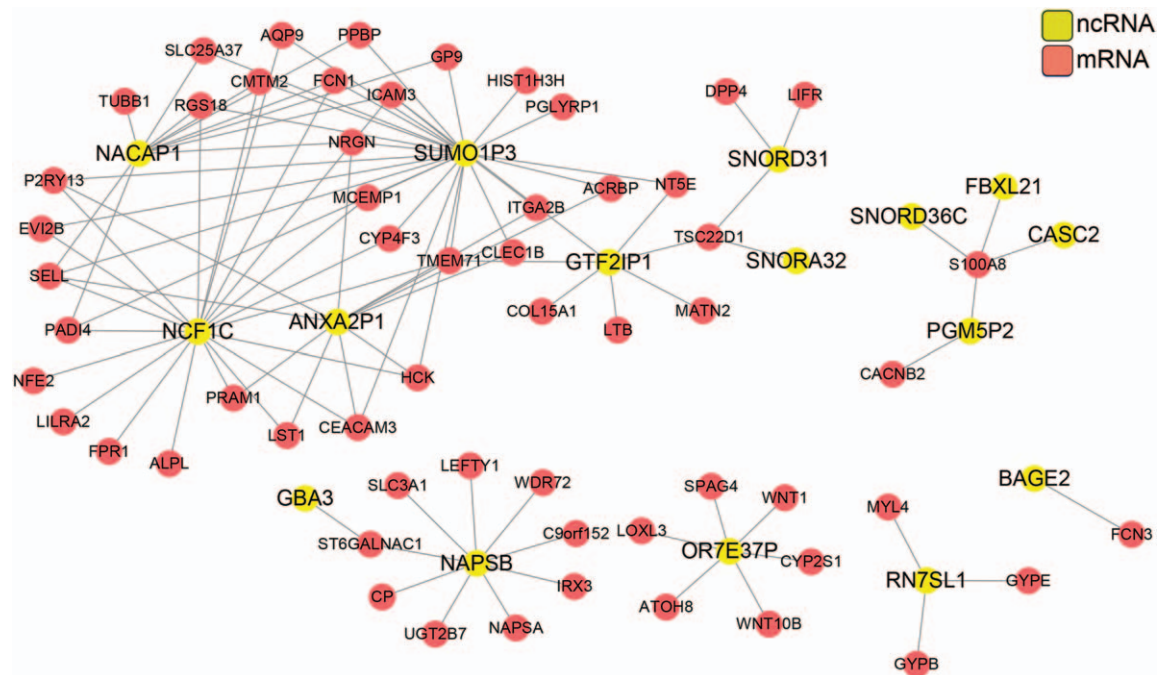 ncRNA
mRNA
AQP9
PPBP
SLC25A37
GP9
CMTM2
FCN1
ICAM3
HIST1H3H
TUBB1
RGS18
PGLYRP1
DPP4
LIFR
NRGN
NACAP1
SUMO1P3
SNORD31
P2RY13
MCEMP1
ACRBP
NT5E
FBXL21
ITGA2B
SNORD36C
EVI2B
CYP4F3
CASC2
TSC22D1
SELL
TMEM71
CLEC1B
GTF2IP1
SNORA32
S100A8
COL15A1
MATN2
PADI4
NCF1C
ANXA2P1
LTB
PGM5P2
NFE2
HCK
CACNB2
PRAM1
LILRA2
LST1
CEACAM3
FPR1
ALPL
LEFTY1
BAGE2
SLC3A1
WDR72
SPAG4
GBA3
WNT1
MYL4
C9orf152
LOXL3
FCN3
ST6GALNAC1
NAPSB
OR7E37P
CYP2S1
RN7SL1
GYPE
CP
IRX3
ATOH8
UGT2B7
NAPSA
WNT10B
GYPB